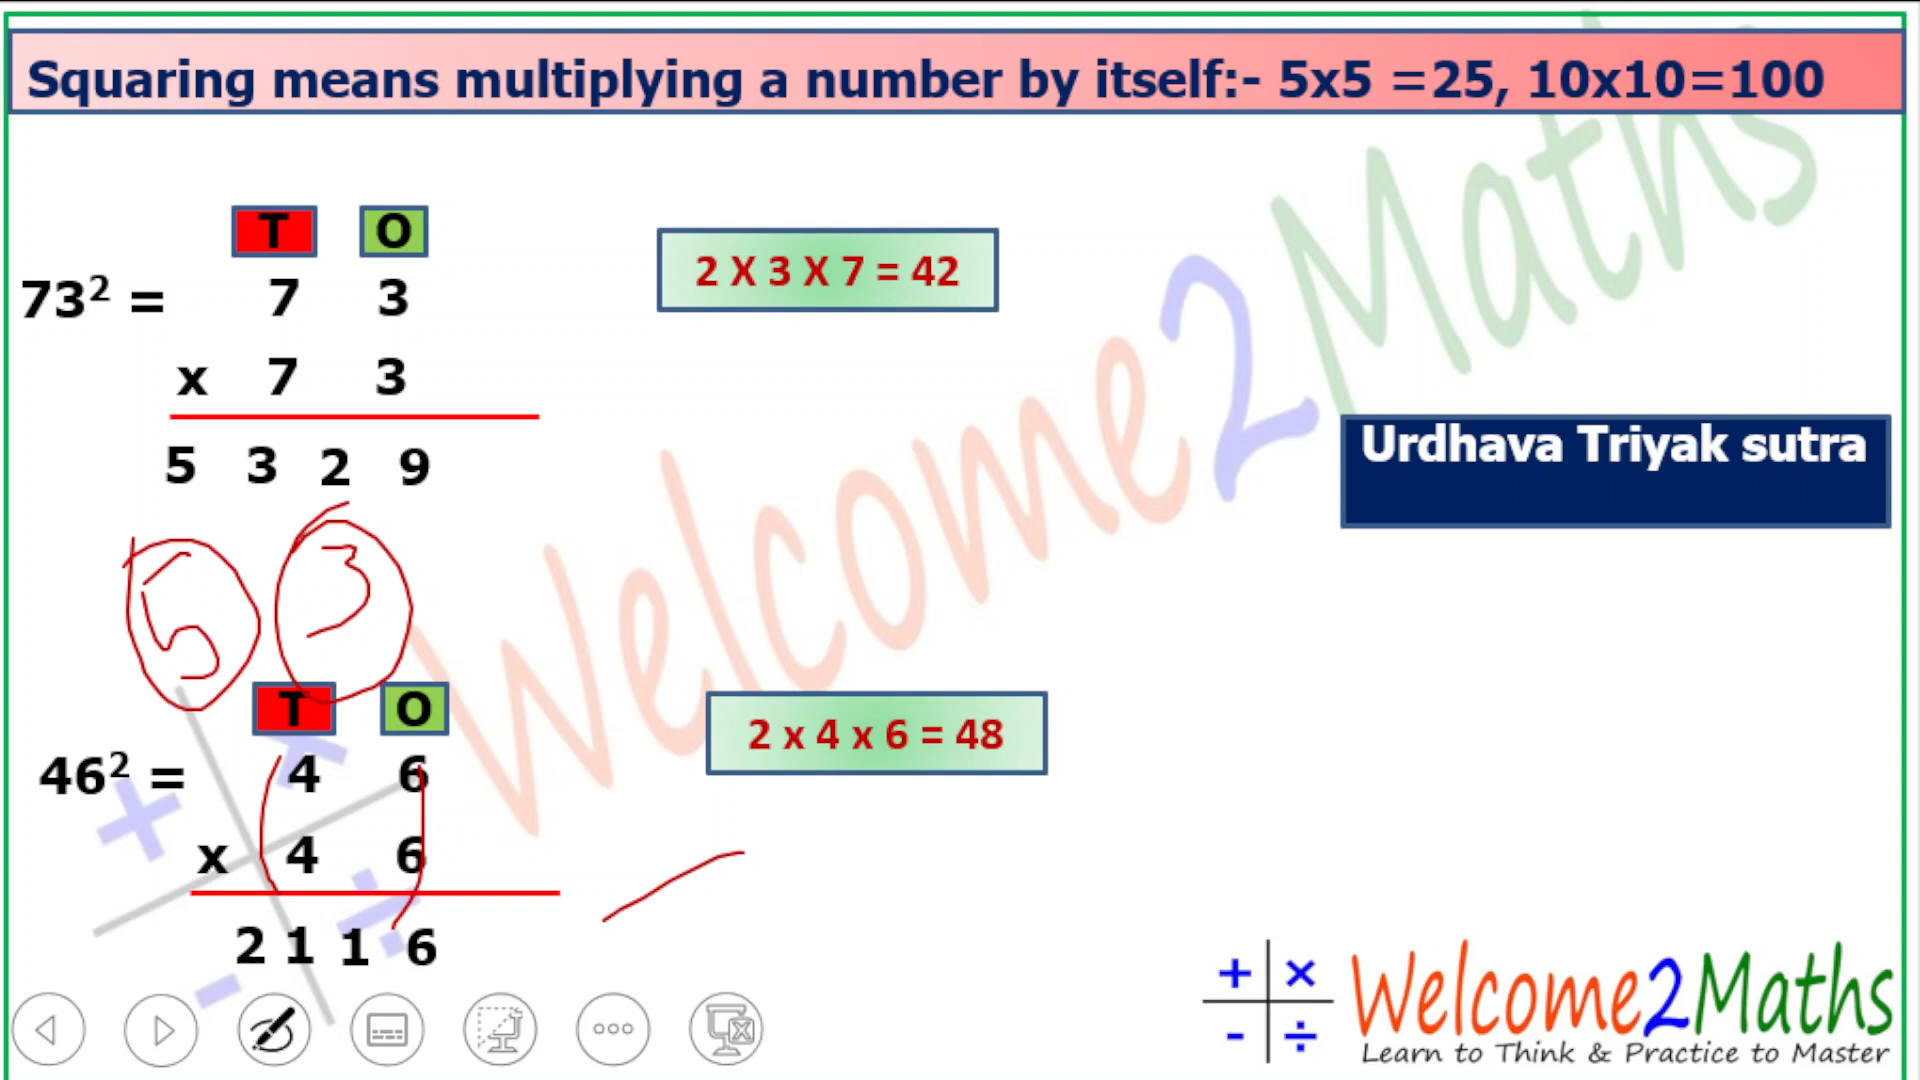 Squaring means multiplying a number by itself:- 5x5 =25, 10x10=100
T O
73² = 7 3
x 7 3
5 3 2 9
2 X 3 X 7 = 42
Urdhava Triyak sutra
5 3
T O
46² = 4 6
x 4 6
2 1 1 6
2 x 4 x 6 = 48
Welcome2Maths
+ × - ÷
Welcome2Maths
+ × - ÷
Learn to Think & Practice to Master